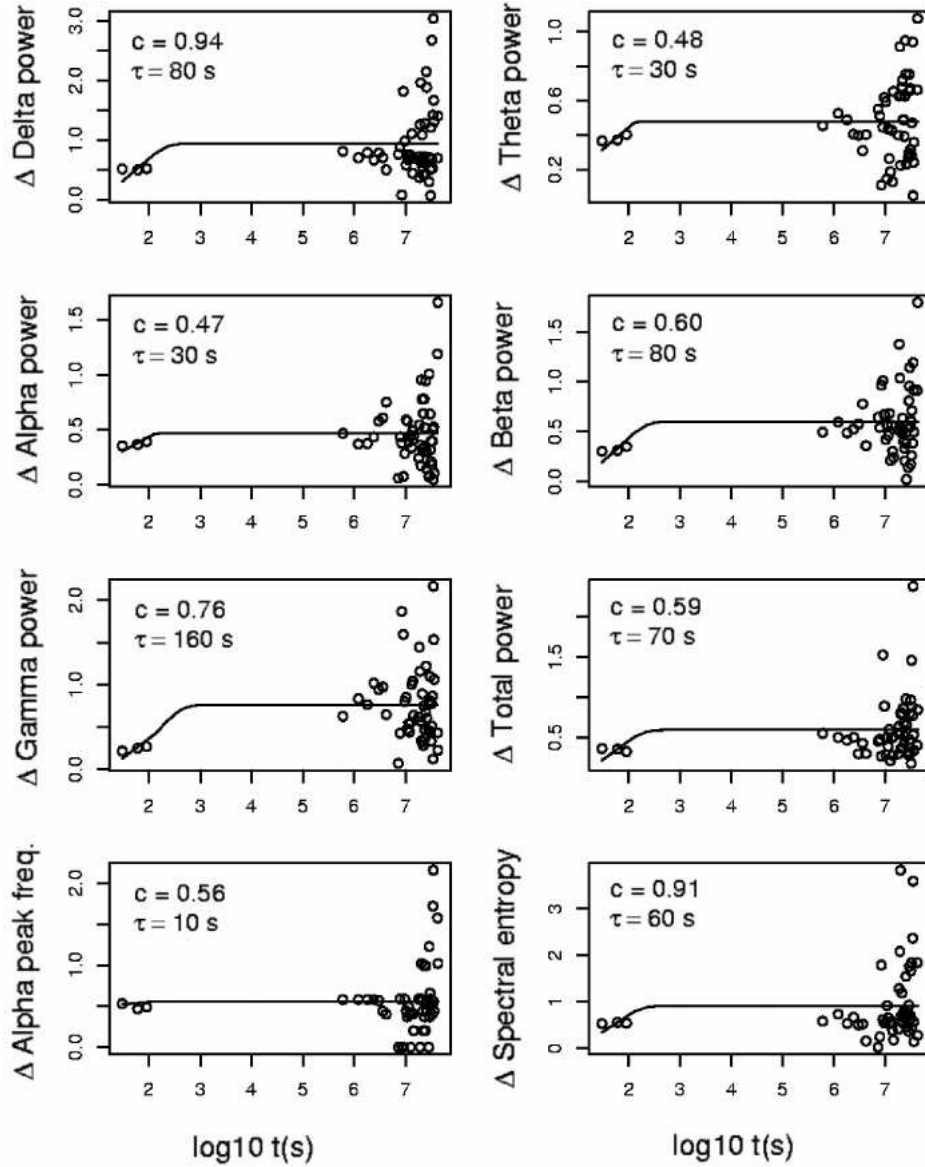 Δ Delta power
c = 0.94
τ = 80 s
0.0 1.0 2.0 3.0
2 3 4 5 6 7
Δ Theta power
c = 0.48
τ = 30 s
0.2 0.6 1.0
2 3 4 5 6 7
Δ Alpha power
c = 0.47
τ = 30 s
0.0 0.5 1.0 1.5
2 3 4 5 6 7
Δ Beta power
c = 0.60
τ = 80 s
0.0 0.5 1.0 1.5
2 3 4 5 6 7
Δ Gamma power
c = 0.76
τ = 160 s
0.0 1.0 2.0
2 3 4 5 6 7
Δ Total power
c = 0.59
τ = 70 s
0.5 1.5
2 3 4 5 6 7
Δ Alpha peak freq.
c = 0.56
τ = 10 s
0.0 1.0 2.0
2 3 4 5 6 7
Δ Spectral entropy
c = 0.91
τ = 60 s
0 1 2 3
2 3 4 5 6 7
log10 t(s)
log10 t(s)